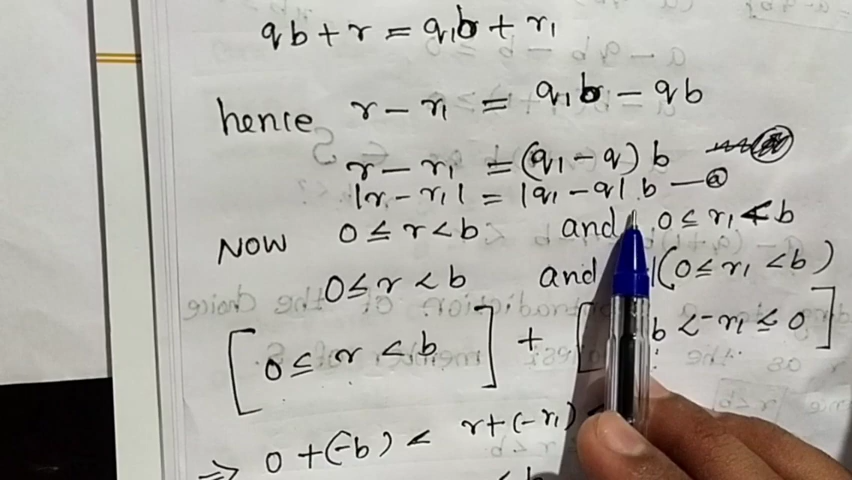 qb + r = q₁b + r₁
hence r - r₁ = q₁b - qb
r - r₁ = (q₁ - q) b
|r - r₁| = |q₁ - q|.b — ⓐ
NOW 0 ≤ r < b and 0 ≤ r₁ < b
0 ≤ r < b and (0 ≤ r₁ < b)
[0 ≤ r < b] + [ b < -r₁ ≤ 0]
⇒ 0 + (-b) < r + (-r₁) <